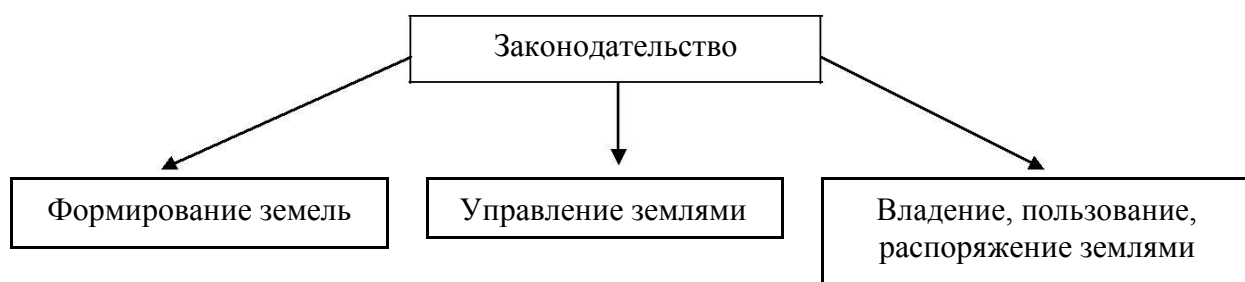 Законодательство
Формирование земель
Управление землями
Владение, пользование,
распоряжение землями